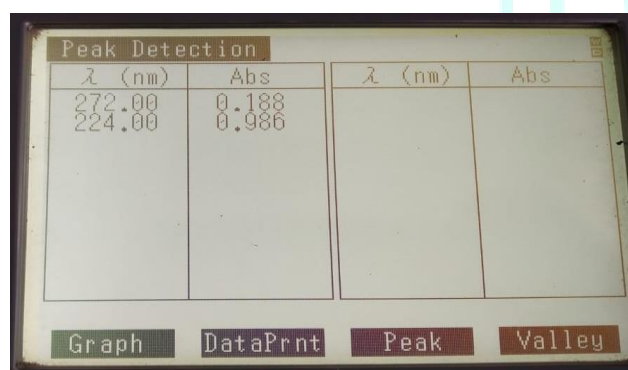 Peak Detection
λ (nm) Abs λ (nm) Abs
272.00 0.188
224.00 0.986
Graph DataPrnt Peak Valley